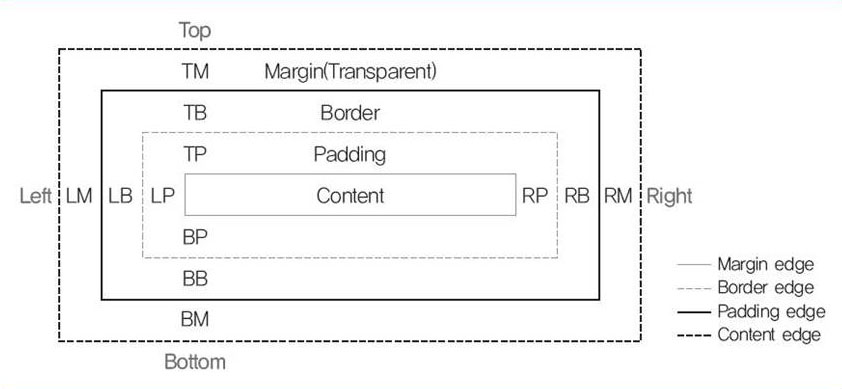 Top
TM Margin(Transparent)
TB Border
TP Padding
Left LM LB LP Content RP RB RM Right
BP
BB
BM
Bottom
Margin edge
Border edge
Padding edge
Content edge